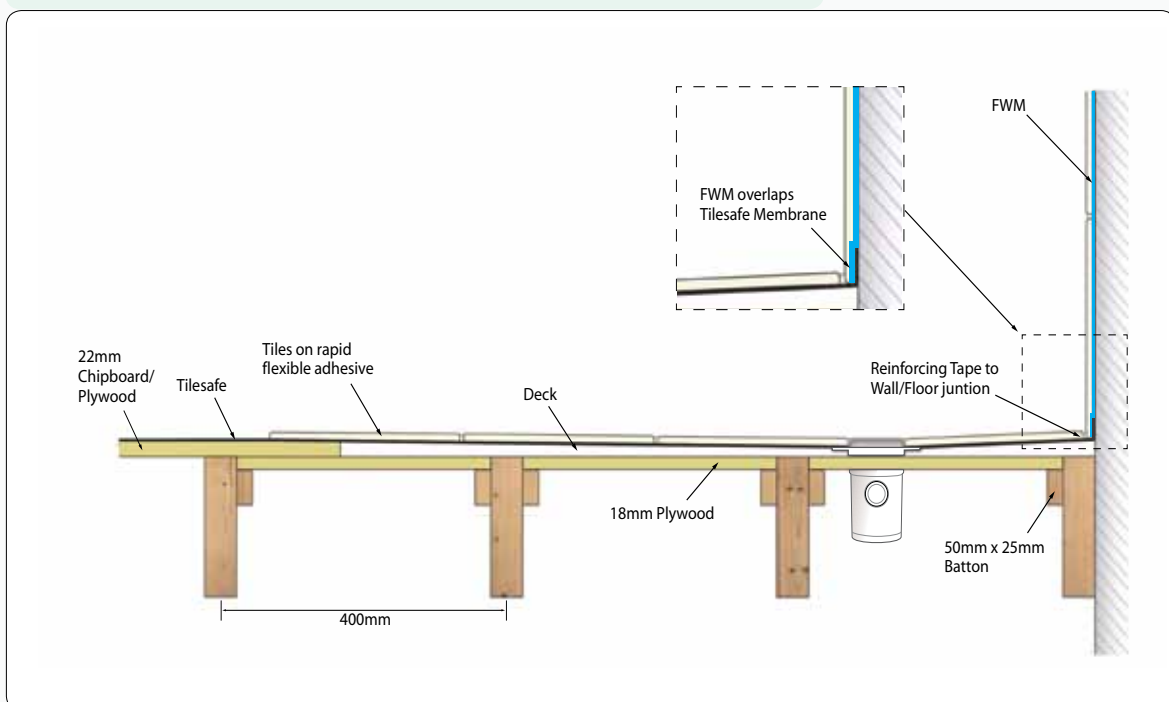 FWM
FWM overlaps
Tilesafe Membrane
22mm
Chipboard/
Plywood
Tilesafe
Tiles on rapid
flexible adhesive
Deck
Reinforcing Tape to
Wall/Floor juntion
18mm Plywood
50mm x 25mm
Batton
400mm